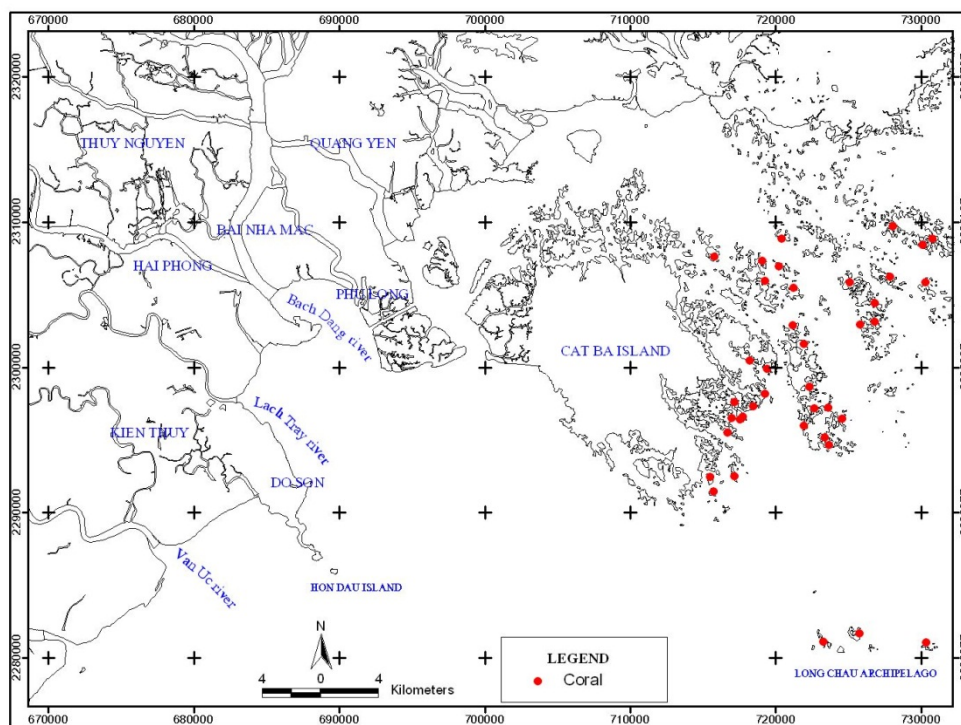 670000 680000 690000 700000 710000 720000 730000
2320000
THUY NGUYEN QUANG YEN
2310000
BAI NHA MAC
HAI PHONG
PHU LONG
Bach Dang river
CAT BA ISLAND
2300000
Lach Tray river
KIEN THUY
DO SON
2290000
Van Uc river
HON DAU ISLAND
N
2280000
LEGEND
Coral
LONG CHAU ARCHIPELAGO
4 0 4 Kilometers
670000 680000 690000 700000 710000 720000 730000